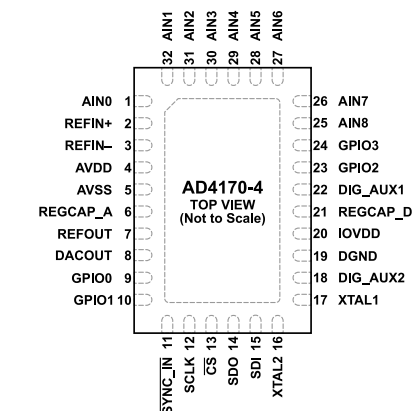 32 AIN1
31 AIN2
30 AIN3
29 AIN4
28 AIN5
27 AIN6
AIN0 1
REFIN+ 2
REFIN– 3
AVDD 4
AVSS 5
REGCAP_A 6
REFOUT 7
DACOUT 8
GPIO0 9
GPIO1 10
AD4170-4
TOP VIEW
(Not to Scale)
26 AIN7
25 AIN8
24 GPIO3
23 GPIO2
22 DIG_AUX1
21 REGCAP_D
20 IOVDD
19 DGND
18 DIG_AUX2
17 XTAL1
SYNC_IN 11
SCLK 12
CS 13
SDO 14
SDI 15
XTAL2 16